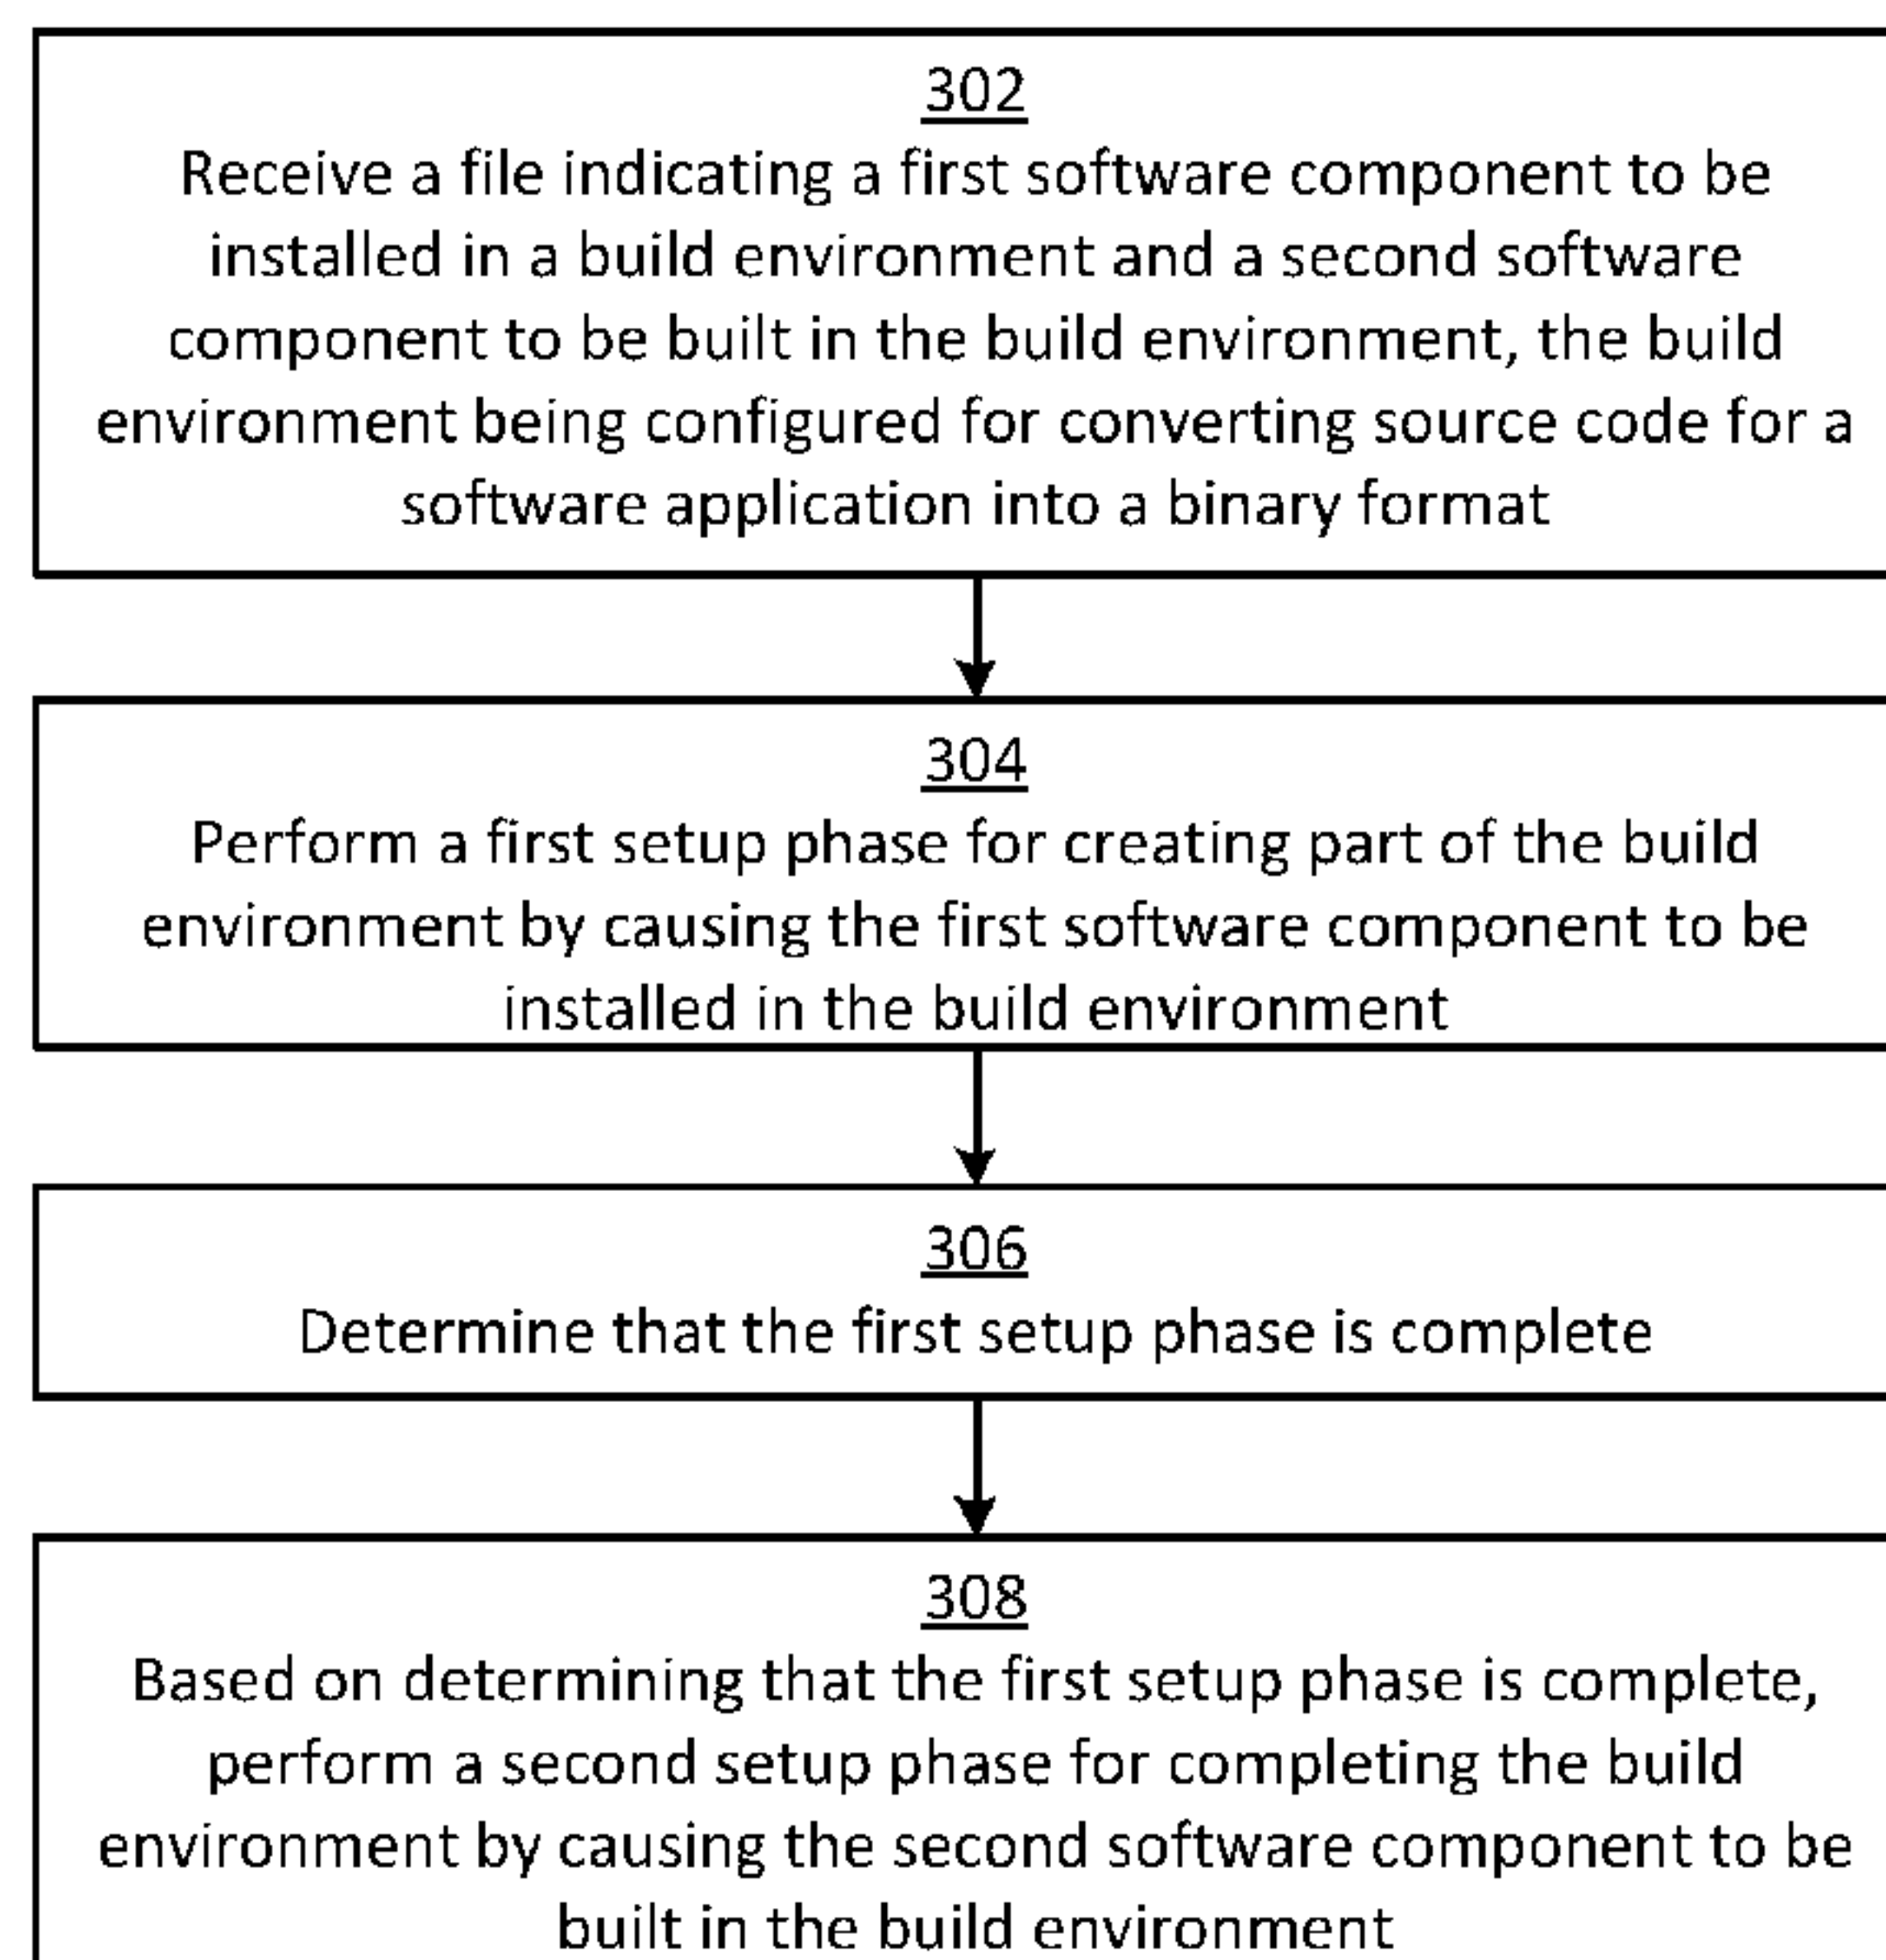 302
Receive a file indicating a first software component to be
installed in a build environment and a second software
component to be built in the build environment, the build
environment being configured for converting source code for a
software application into a binary format
304
Perform a first setup phase for creating part of the build
environment by causing the first software component to be
installed in the build environment
306
Determine that the first setup phase is complete
308
Based on determining that the first setup phase is complete,
perform a second setup phase for completing the build
environment by causing the second software component to be
built in the build environment